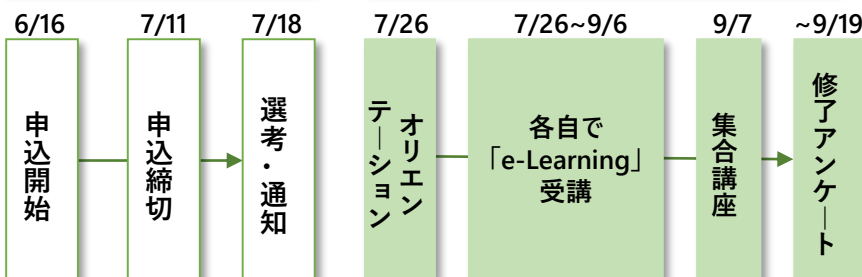 6/16
7/11
7/18
7/26
7/26~9/6
9/7
~9/19
申込開始
申込締切
選考・通知
オリエン
テーション
各自で
「e-Learning」
受講
集合講座
修了アンケート